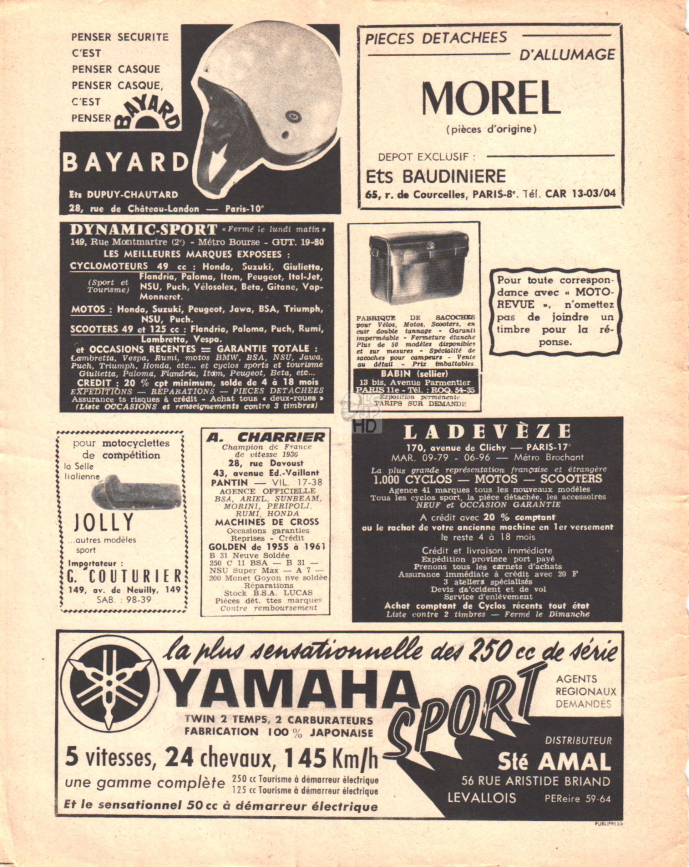 PENSER SECURITE
C'EST
PENSER CASQUE
PENSER CASQUE,
C'EST
PENSER BAYARD
BAYARD
Ets DUPUY-CHAUTARD
28, rue de Château-Landon — Paris-10e
PIECES DETACHEES
D'ALLUMAGE
MOREL
(pièces d'origine)
DEPOT EXCLUSIF :
Ets BAUDINIERE
65, r. de Courcelles, PARIS-8e. Tél. CAR 13-03/04
DYNAMIC-SPORT « Fermé le lundi matin »
149, Rue Montmartre (2e) - Métro Bourse - GUT. 19-80
LES MEILLEURES MARQUES EXPOSEES :
CYCLOMOTEURS 49 cc : Honda, Suzuki, Giulietta,
(Sport et Tourisme) Flandria, Paloma, Itom, Peugeot, Ital-Jet,
NSU, Puch, Vélosolex, Beta, Gitane, Vap-
Monneret.
MOTOS : Honda, Suzuki, Peugeot, Jawa, BSA, Triumph,
NSU, Puch.
SCOOTERS 49 et 125 cc : Flandria, Paloma, Puch, Rumi,
Lambretta, Vespa.
et OCCASIONS RECENTES = GARANTIE TOTALE :
Lambretta, Vespa, Rumi, motos BMW, BSA, NSU, Jawa,
Puch, Triumph, Honda etc... et cyclos sports et tourisme
Giulietta, Paloma, Flandria, Itom, Peugeot, Beta, etc...
CREDIT : 20 % cpt minimum, solde de 4 à 18 mois
EXPEDITIONS — REPARATIONS — PIECES DETACHEES
Assurance ts risques à crédit - Achat tous « deux-roues »
(Liste OCCASIONS et renseignements contre 3 timbres)
FABRIQUE DE SACOCHES
pour Vélos, Motos, Scooters, en
cuir double tannage - Garanti
imperméable - Fermeture étanche
Plus de 50 modèles disponibles
et sur mesures - Spécialité de
sacoches pour campeurs - Vente
au détail - Prix imbattables
BABIN (sellier)
13 bis, Avenue Parmentier
PARIS 11e - Tél. : ROQ. 54-35
Exposition permanente
TARIFS SUR DEMANDE
Pour toute correspon-
dance avec « MOTO-
REVUE », n'omettez
pas de joindre un
timbre pour la ré-
ponse.
HD
pour motocyclettes
de compétition
la Selle
Italienne
JOLLY
...autres modèles
sport
Importateur :
G. COUTURIER
149, av. de Neuilly, 149
SAB. : 98-39
A. CHARRIER
Champion de France
de vitesse 1936
28, rue Davoust
43, avenue Ed.-Vaillant
PANTIN — VIL. 17-38
AGENCE OFFICIELLE
BSA, ARIEL, SUNBEAM,
MORINI, PERIPOLI,
RUMI, HONDA
MACHINES DE CROSS
Occasions garanties
Reprises - Crédit
GOLDEN de 1955 à 1961
B 31 Neuve Soldée
250 C 11 BSA — B 31 —
NSU Super Max — A 7 —
200 Monet Goyon nve soldée
Réparations
Stock B.S.A. LUCAS
Pièces dét. ttes marques
Contre remboursement
LADEVÈZE
170, avenue de Clichy — PARIS-17e
MAR. 09-79 - 06-96 — Métro Brochant
La plus grande représentation française et étrangère
1.000 CYCLOS — MOTOS — SCOOTERS
Agence 41 marques tous les nouveaux modèles
Tous les cyclos sport, la pièce détachée, les accessoires
NEUF et OCCASION GARANTIE
A crédit avec 20 % comptant
ou le rachat de votre ancienne machine en 1er versement
le reste 4 à 18 mois
Crédit et livraison immédiate
Expédition province port payé
Prenons tous les carnets d'achats
Assurance immédiate à crédit avec 20 F
3 ateliers spécialisés
Devis d'accident et de vol
Service d'enlèvement
Achat comptant de Cyclos récents tout état
Liste contre 2 timbres — Fermé le Dimanche
la plus sensationnelle des 250 cc de série
YAMAHA
SPORT
AGENTS
REGIONAUX
DEMANDÉS
TWIN 2 TEMPS, 2 CARBURATEURS
FABRICATION 100 % JAPONAISE
5 vitesses, 24 chevaux, 145 Km/h
une gamme complète 250 cc Tourisme à démarreur électrique
125 cc Tourisme à démarreur électrique
Et le sensationnel 50 cc à démarreur électrique
DISTRIBUTEUR
Sté AMAL
56 RUE ARISTIDE BRIAND
LEVALLOIS PEReire 59-64
PUBLIPRESS